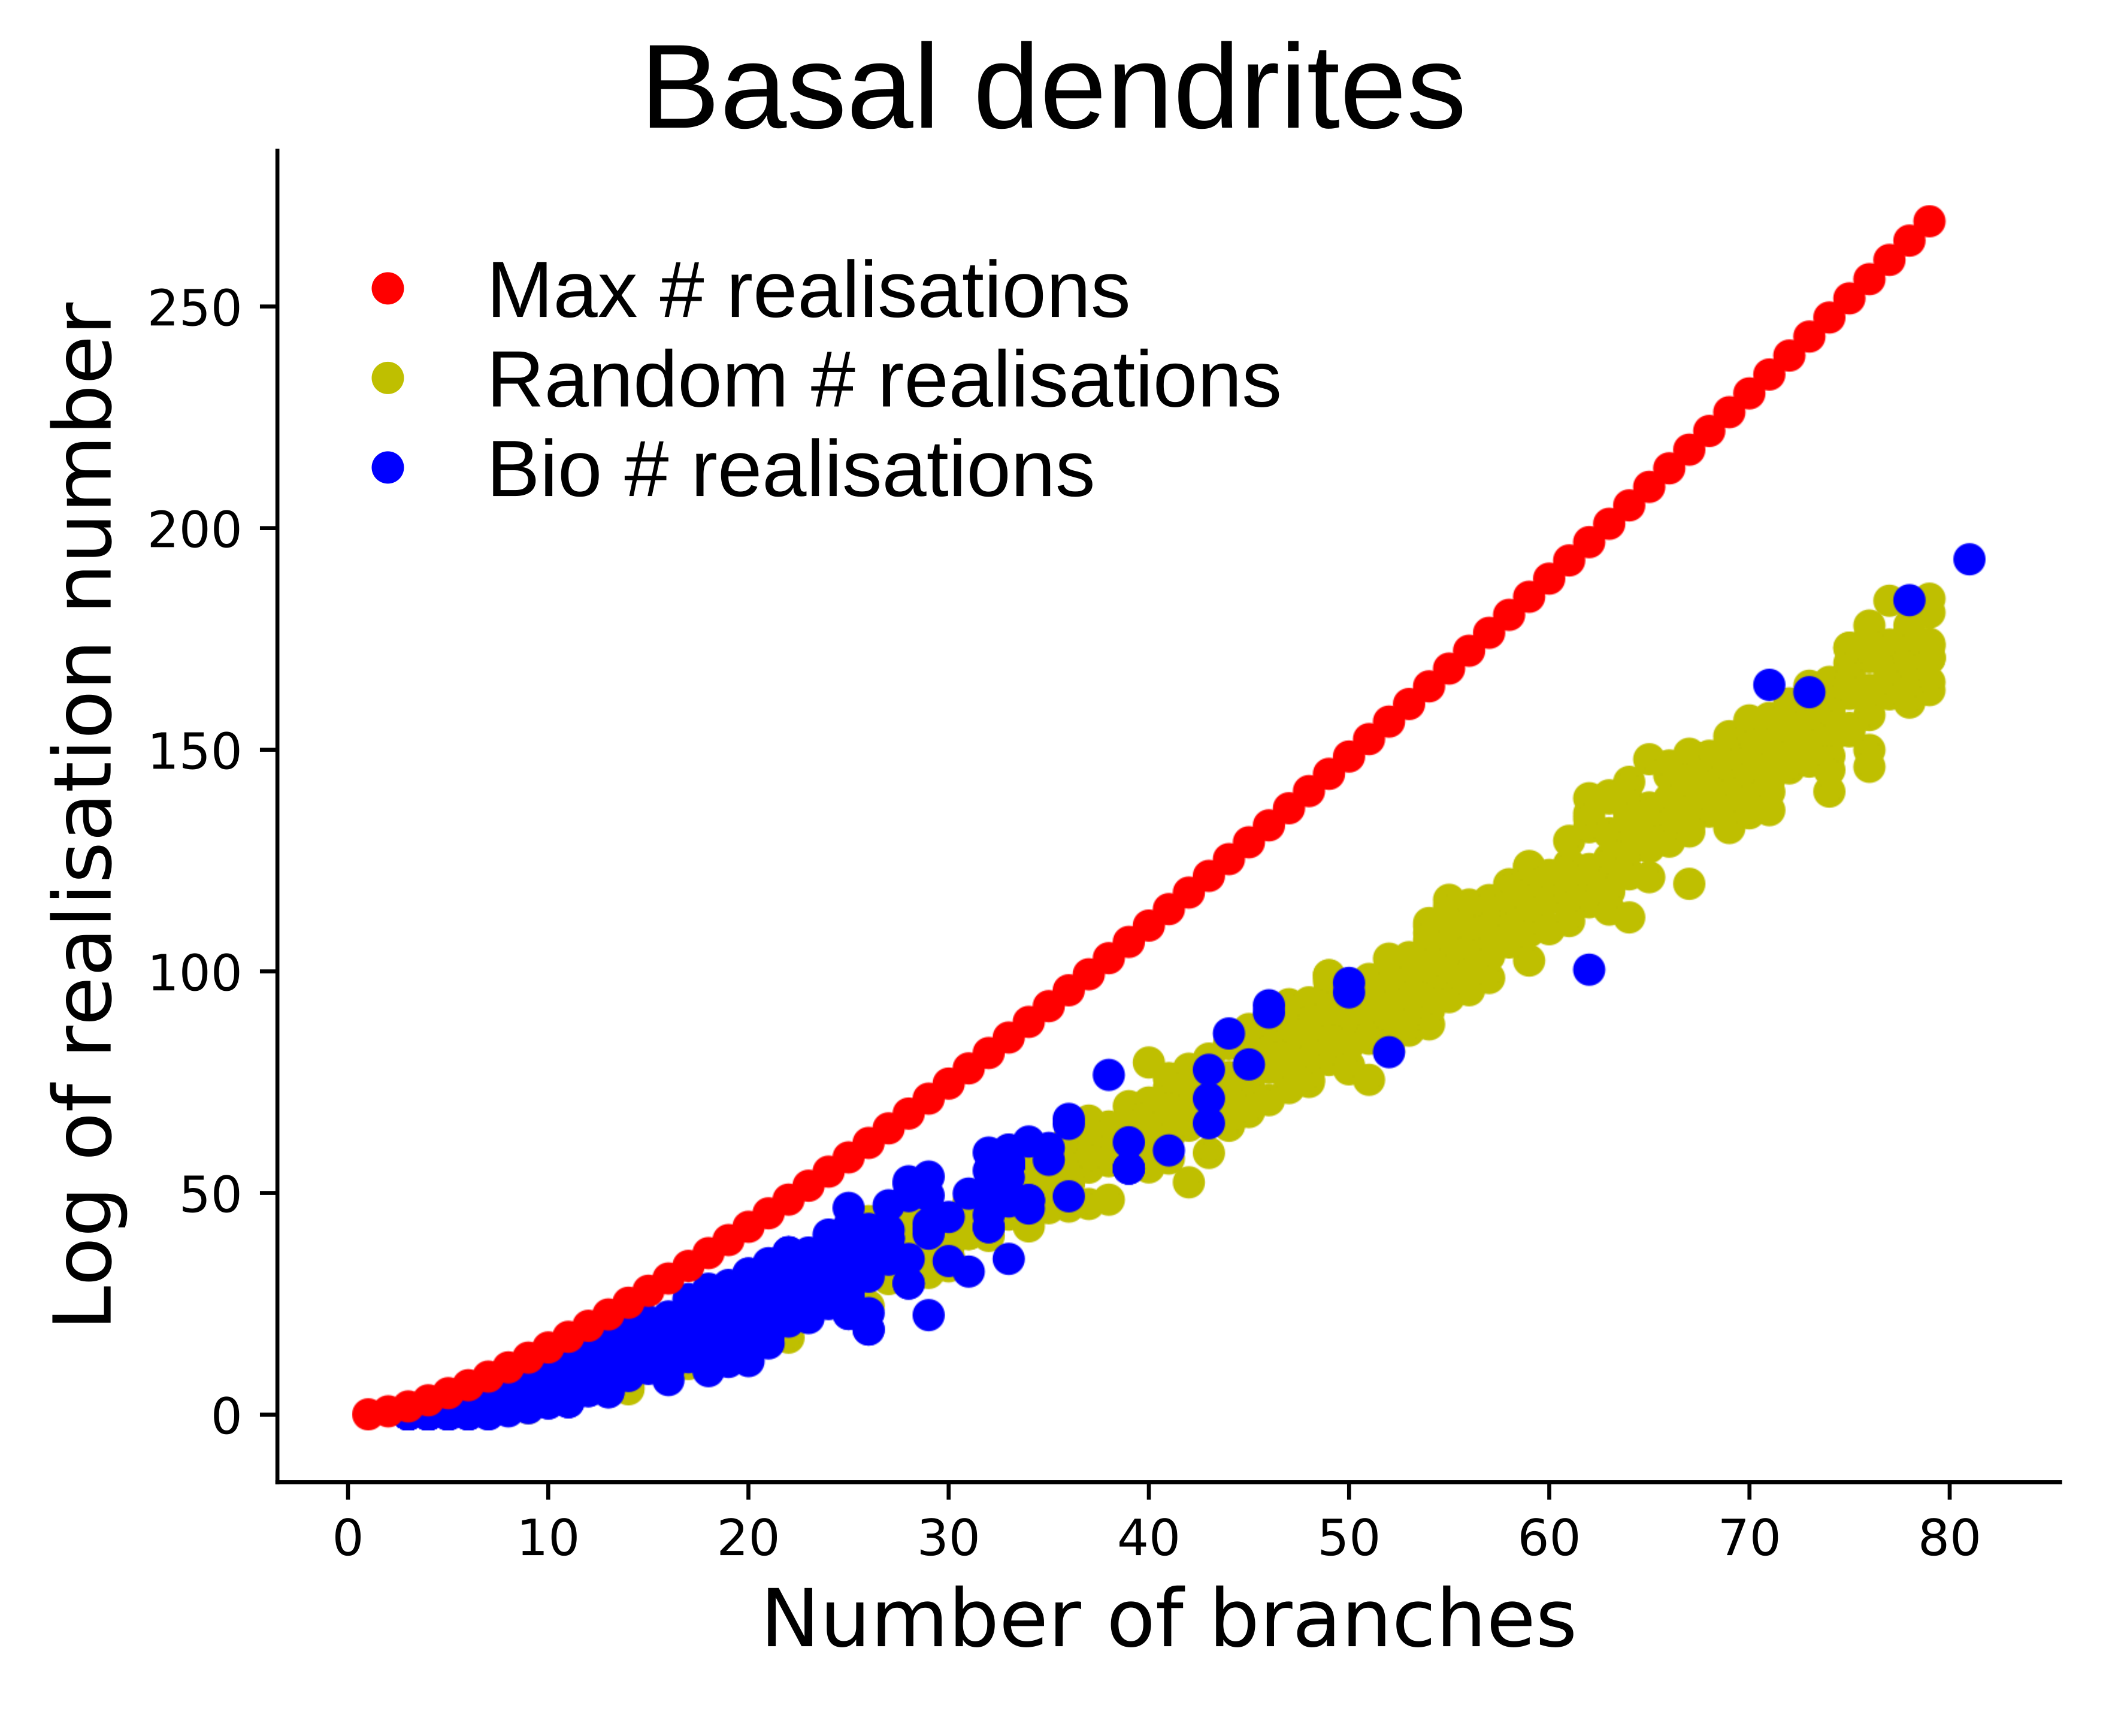 Basal dendrites
Max # realisations
Random # realisations
Bio # realisations
Log of realisation number
250
200
150
100
50
0
0 10 20 30 40 50 60 70 80
Number of branches